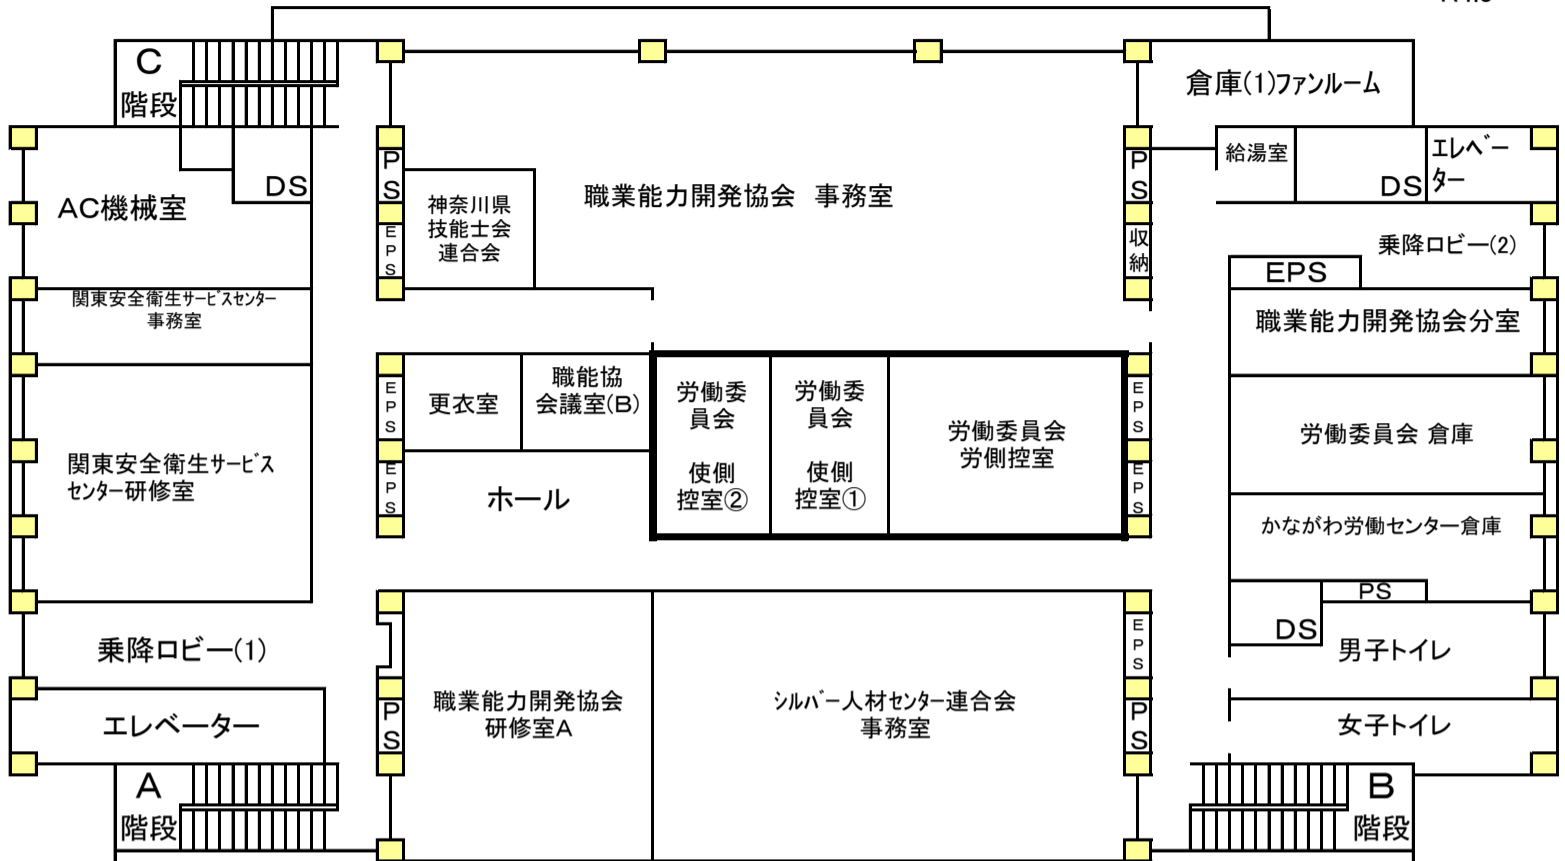 C
階段
倉庫(1)ファンルーム
PS
PS
給湯室
エレベー
ター
DS
DS
AC機械室
神奈川県
技能士会
連合会
職業能力開発協会 事務室
EPS
収納
乗降ロビー(2)
EPS
関東安全衛生サービスセンター
事務室
職業能力開発協会分室
EPS
更衣室
職能協
会議室(B)
労働委
員会
使側
控室②
労働委
員会
使側
控室①
労働委員会
労側控室
EPS
労働委員会 倉庫
関東安全衛生サービス
センター研修室
EPS
ホール
EPS
かながわ労働センター倉庫
PS
DS
男子トイレ
EPS
乗降ロビー(1)
エレベーター
PS
職業能力開発協会
研修室A
シルバー人材センター連合会
事務室
PS
女子トイレ
A
階段
B
階段